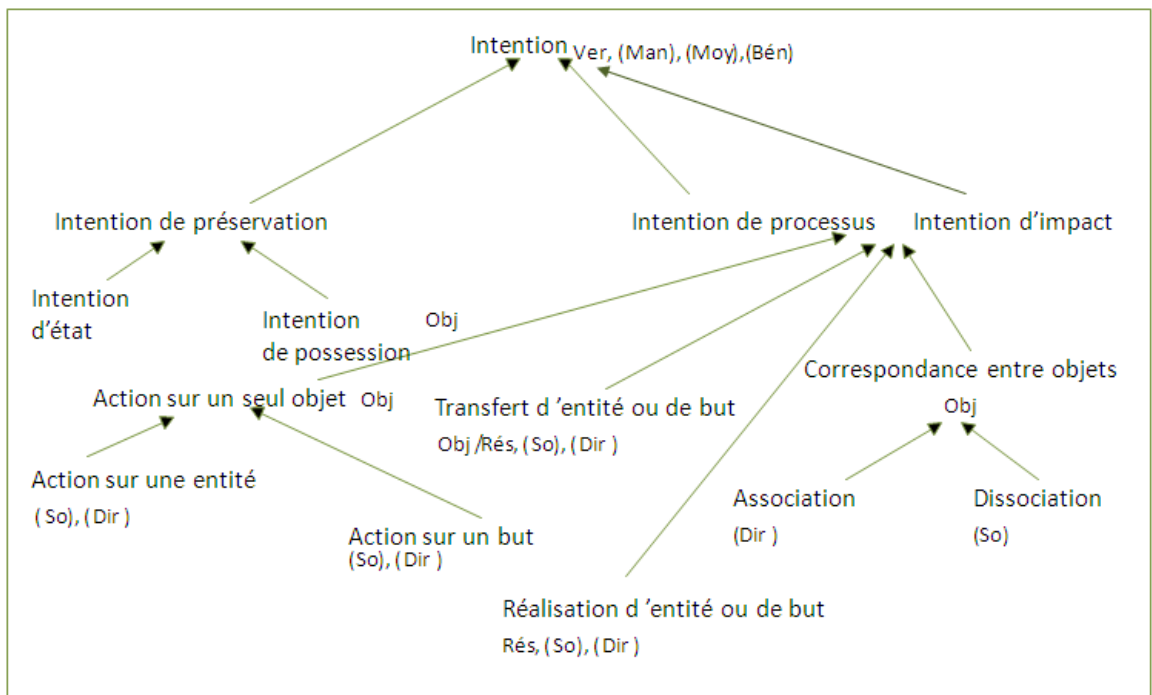 Intention Ver, (Man), (Moy),(Bén)
Intention de préservation
Intention de processus
Intention d'impact
Intention
d'état
Intention
de possession
Obj
Correspondance entre objets
Obj
Action sur un seul objet Obj
Transfert d 'entité ou de but
Obj /Rés, (So), (Dir )
Action sur une entité
( So), (Dir )
Association
(Dir )
Dissociation
(So)
Action sur un but
(So), (Dir )
Réalisation d 'entité ou de but
Rés, (So), (Dir )